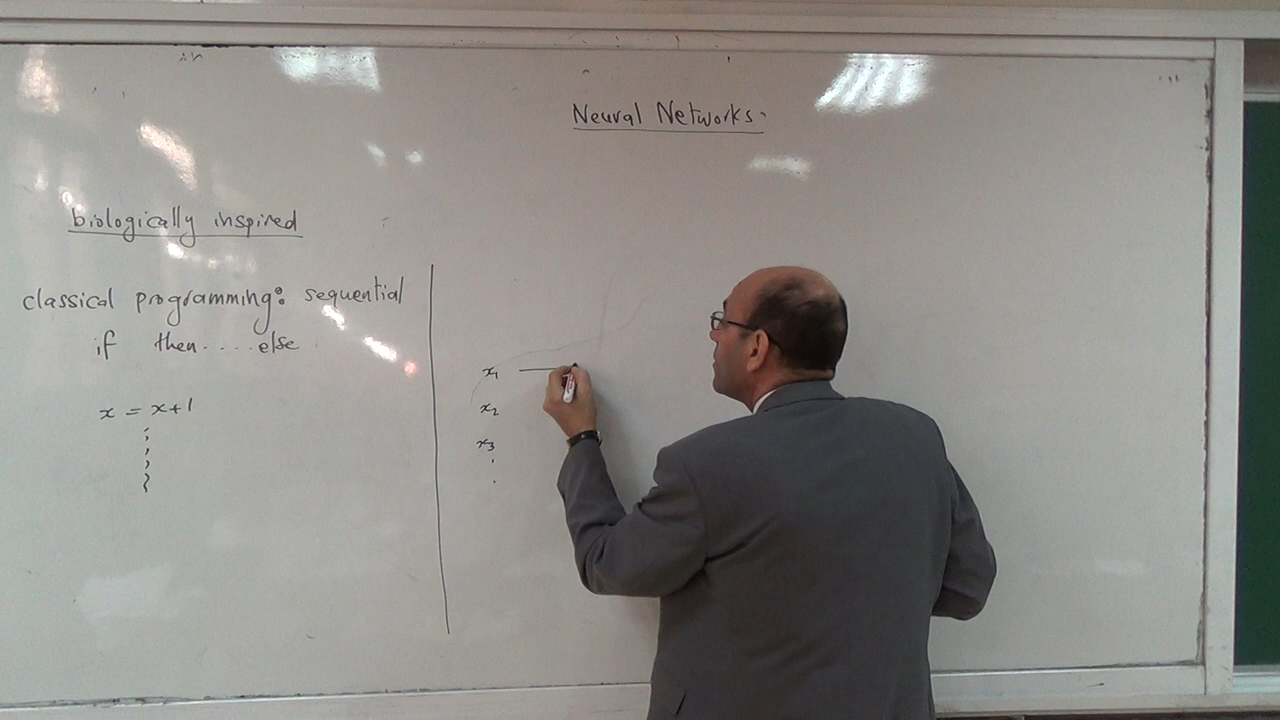 Neural Networks.
biologically inspired
classical programming: sequential
if then.....else
x = x+1
x1
x2
x3